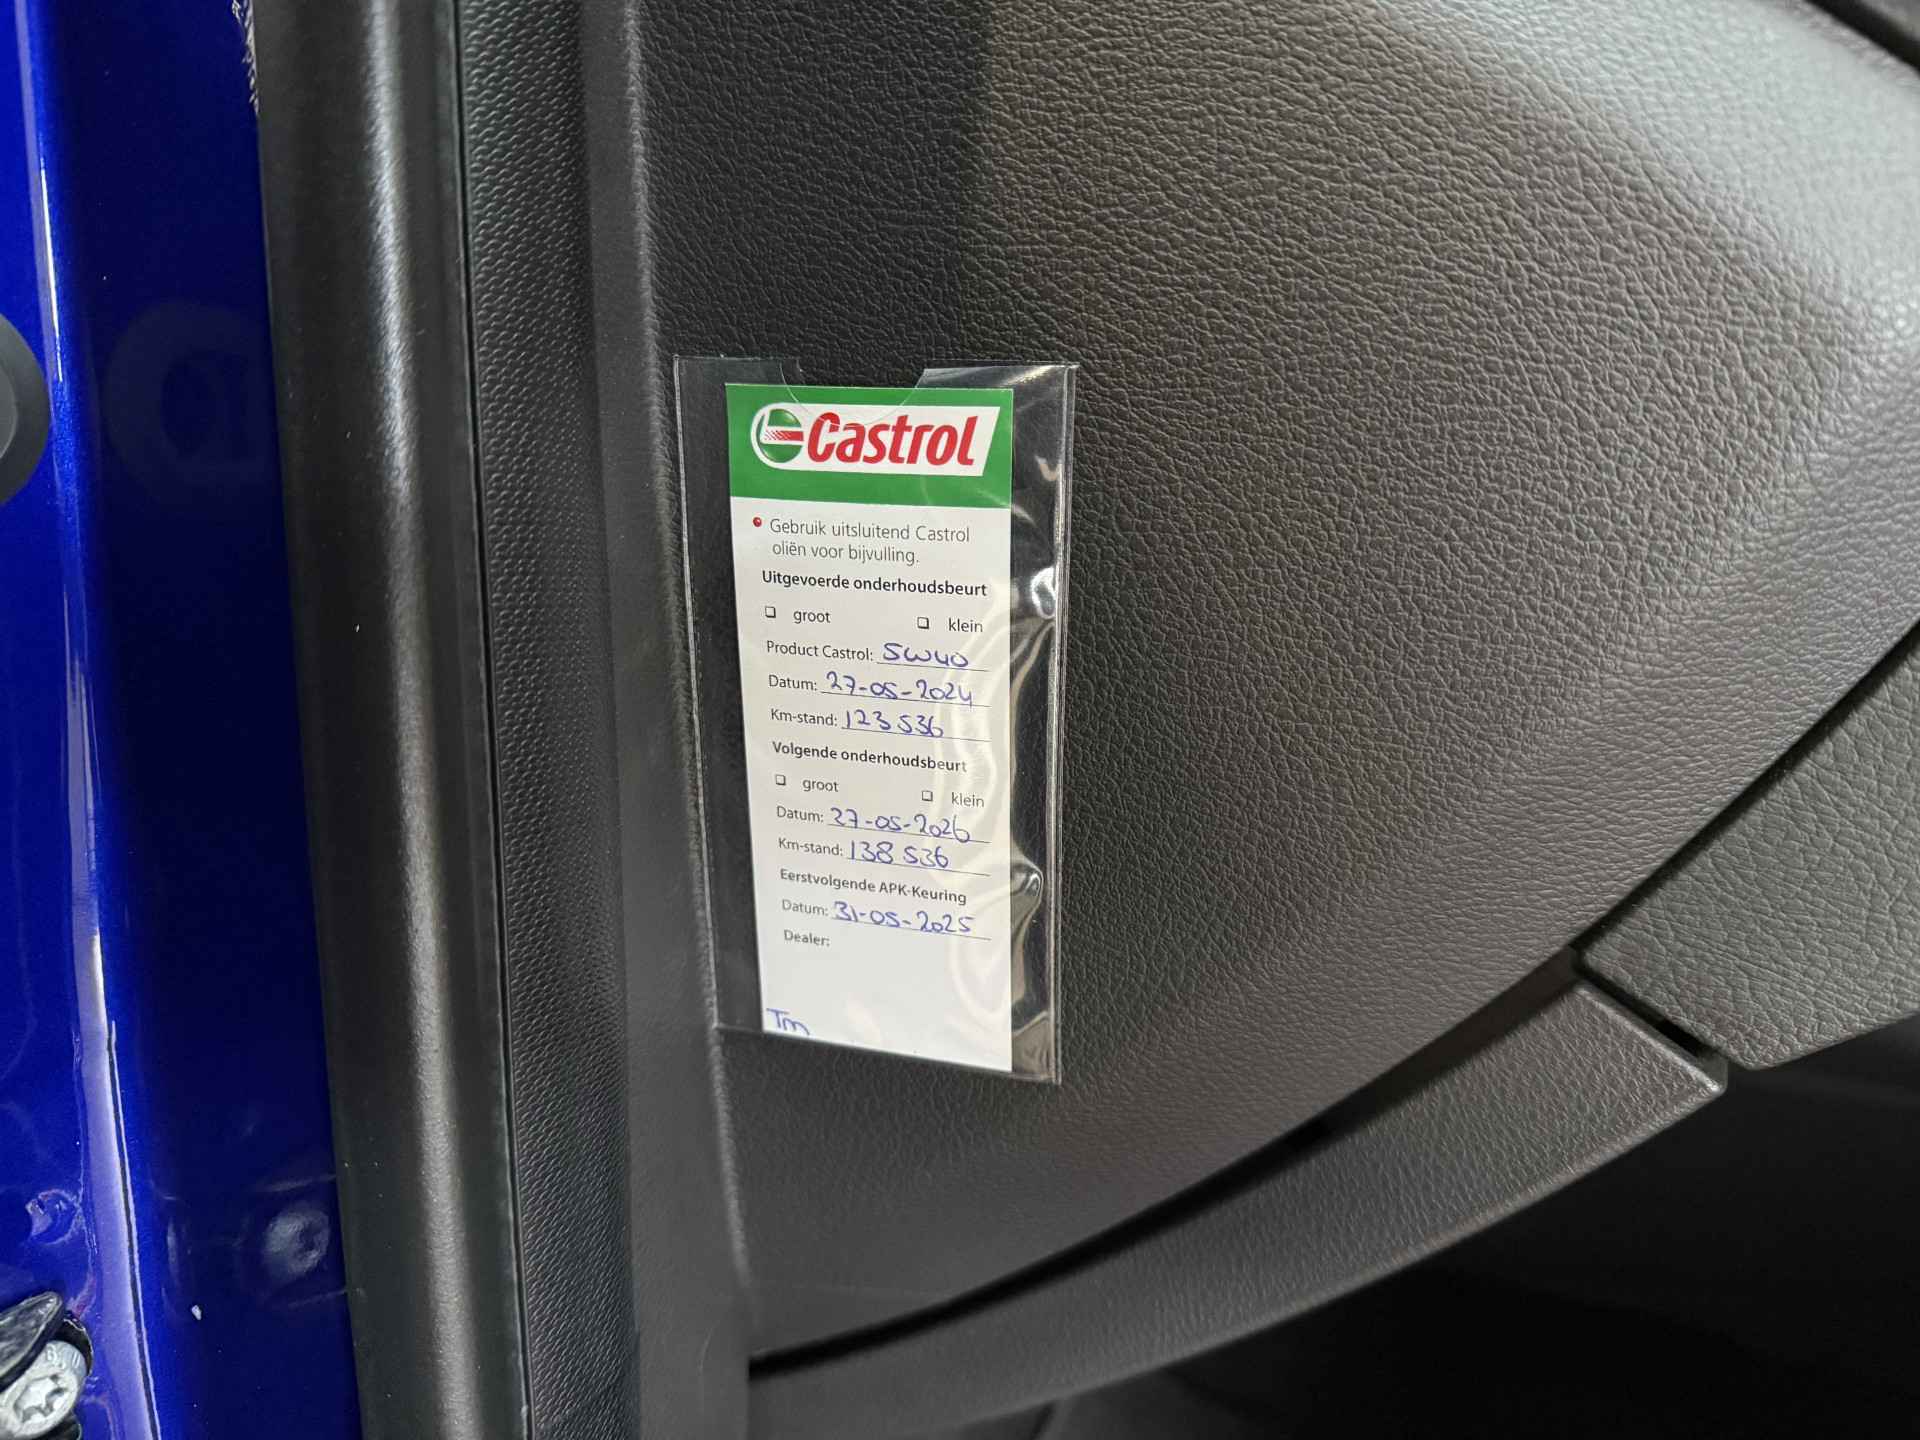 Castrol
Gebruik uitsluitend Castrol
oliën voor bijvulling.
Uitgevoerde onderhoudsbeurt
groot klein
Product Castrol: 5W40
Datum: 27-05-2024
Km-stand: 123536
Volgende onderhoudsbeurt
groot klein
Datum: 27-05-2026
Km-stand: 138536
Eerstvolgende APK-Keuring
Datum: 31-05-2025
Dealer:
Tm